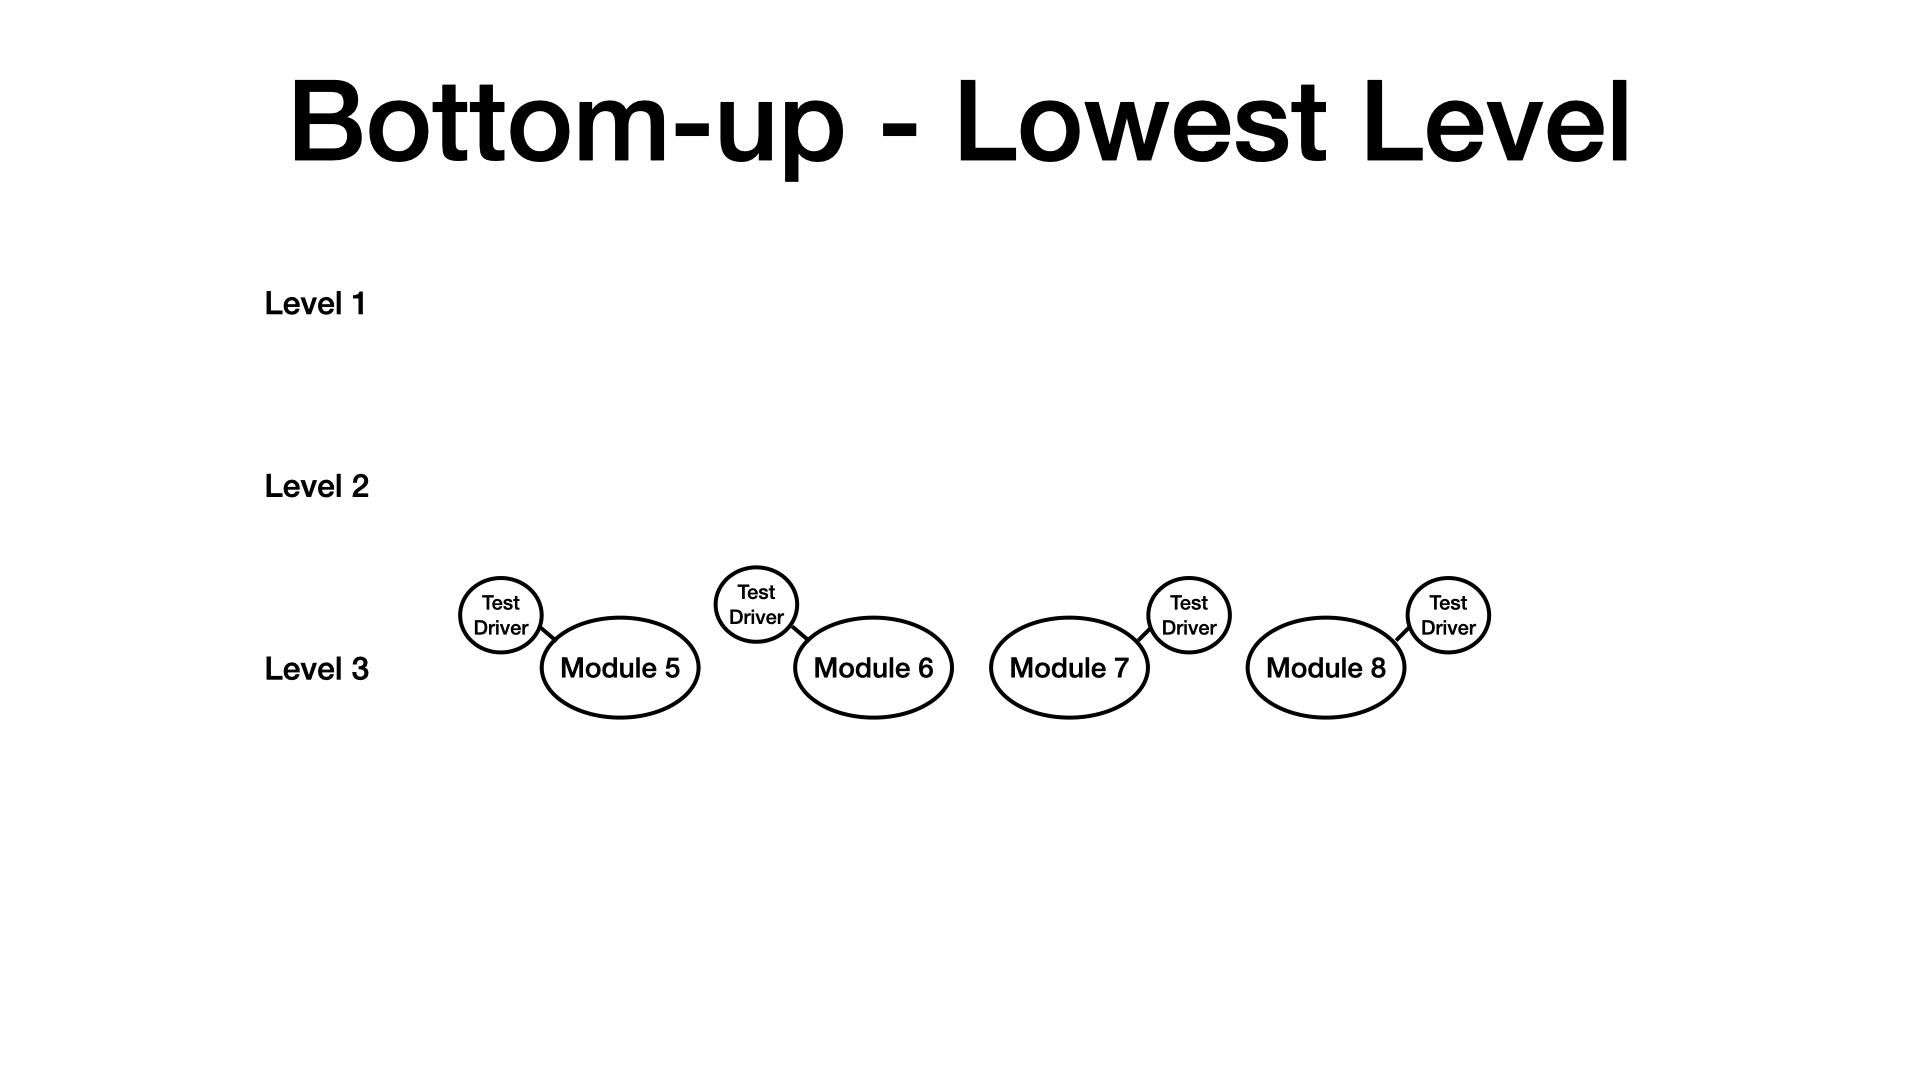 Bottom-up - Lowest Level
Level 1
Level 2
Test
Driver
Test
Driver
Test
Driver
Test
Driver
Level 3
Module 5
Module 6
Module 7
Module 8